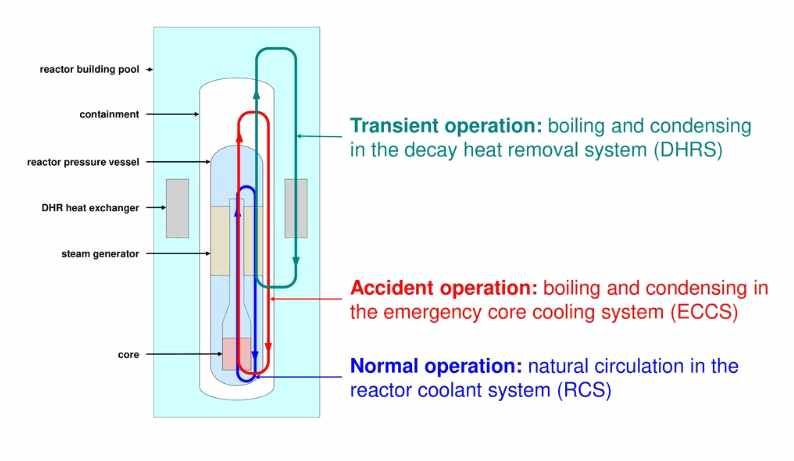 reactor building pool
containment
reactor pressure vessel
DHR heat exchanger
steam generator
core
Transient operation: boiling and condensing
in the decay heat removal system (DHRS)
Accident operation: boiling and condensing in
the emergency core cooling system (ECCS)
Normal operation: natural circulation in the
reactor coolant system (RCS)